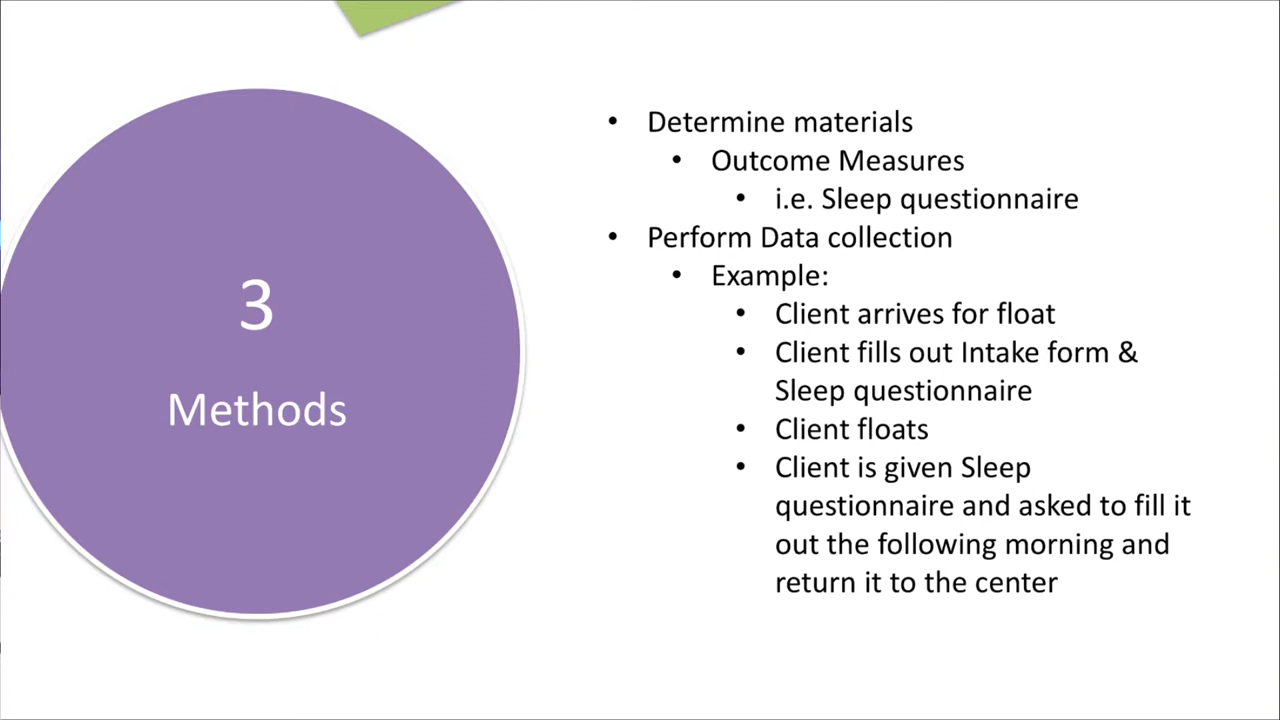 3
Methods
• Determine materials
• Outcome Measures
• i.e. Sleep questionnaire
• Perform Data collection
• Example:
• Client arrives for float
• Client fills out Intake form &
Sleep questionnaire
• Client floats
• Client is given Sleep
questionnaire and asked to fill it
out the following morning and
return it to the center